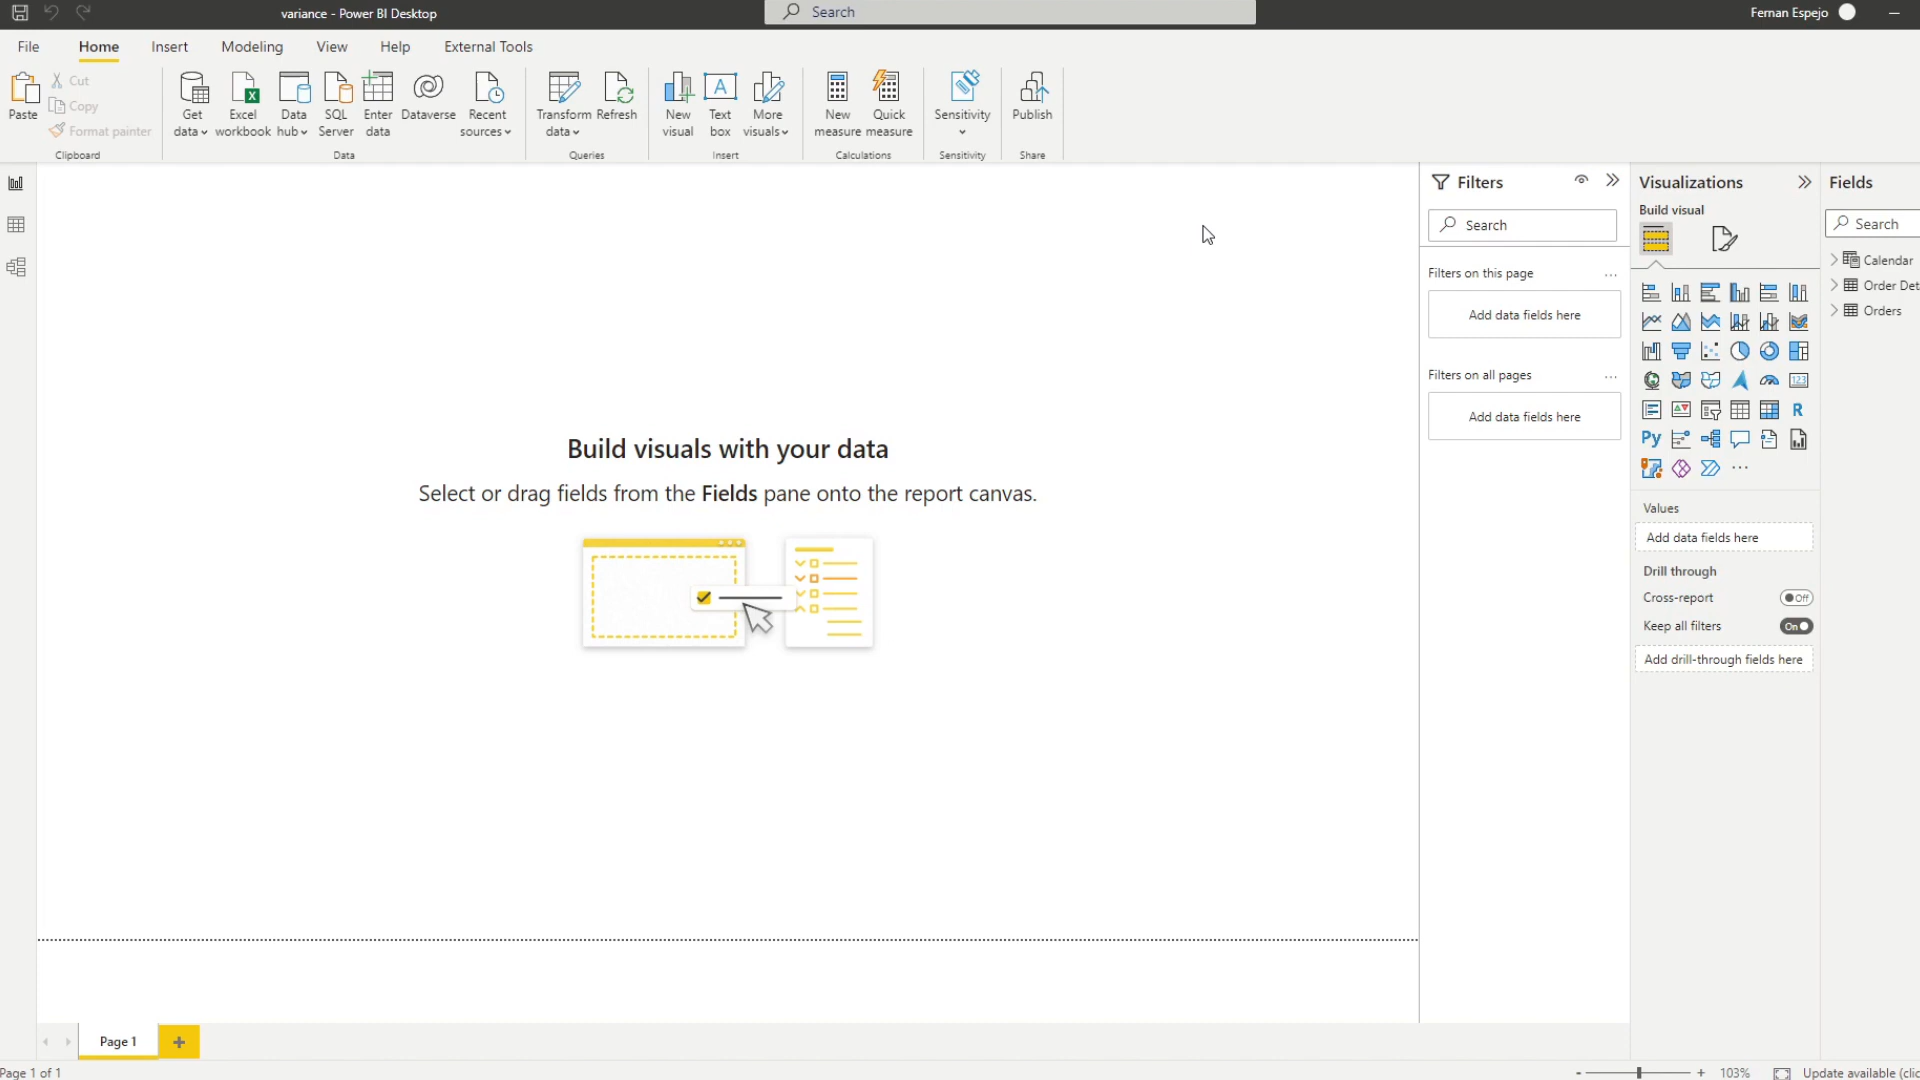 variance - Power BI Desktop
Search
Fernan Espejo
File
Home
Insert
Modeling
View
Help
External Tools
Paste
Cut
Copy
Format painter
Clipboard
Get data
Excel workbook
Data hub
SQL Server
Enter data
Dataverse
Recent sources
Data
Transform data
Refresh
Queries
New visual
Text box
More visuals
Insert
New measure
Quick measure
Calculations
Sensitivity
Sensitivity
Publish
Share
Build visuals with your data
Select or drag fields from the Fields pane onto the report canvas.
Filters
Search
Filters on this page
...
Add data fields here
Filters on all pages
...
Add data fields here
Visualizations
Build visual
123
R
Py
...
Values
Add data fields here
Drill through
Cross-report
Off
Keep all filters
On
Add drill-through fields here
Fields
Search
Calendar
Order Det
Orders
Page 1
+
Page 1 of 1
- + 103%
Update available (clic